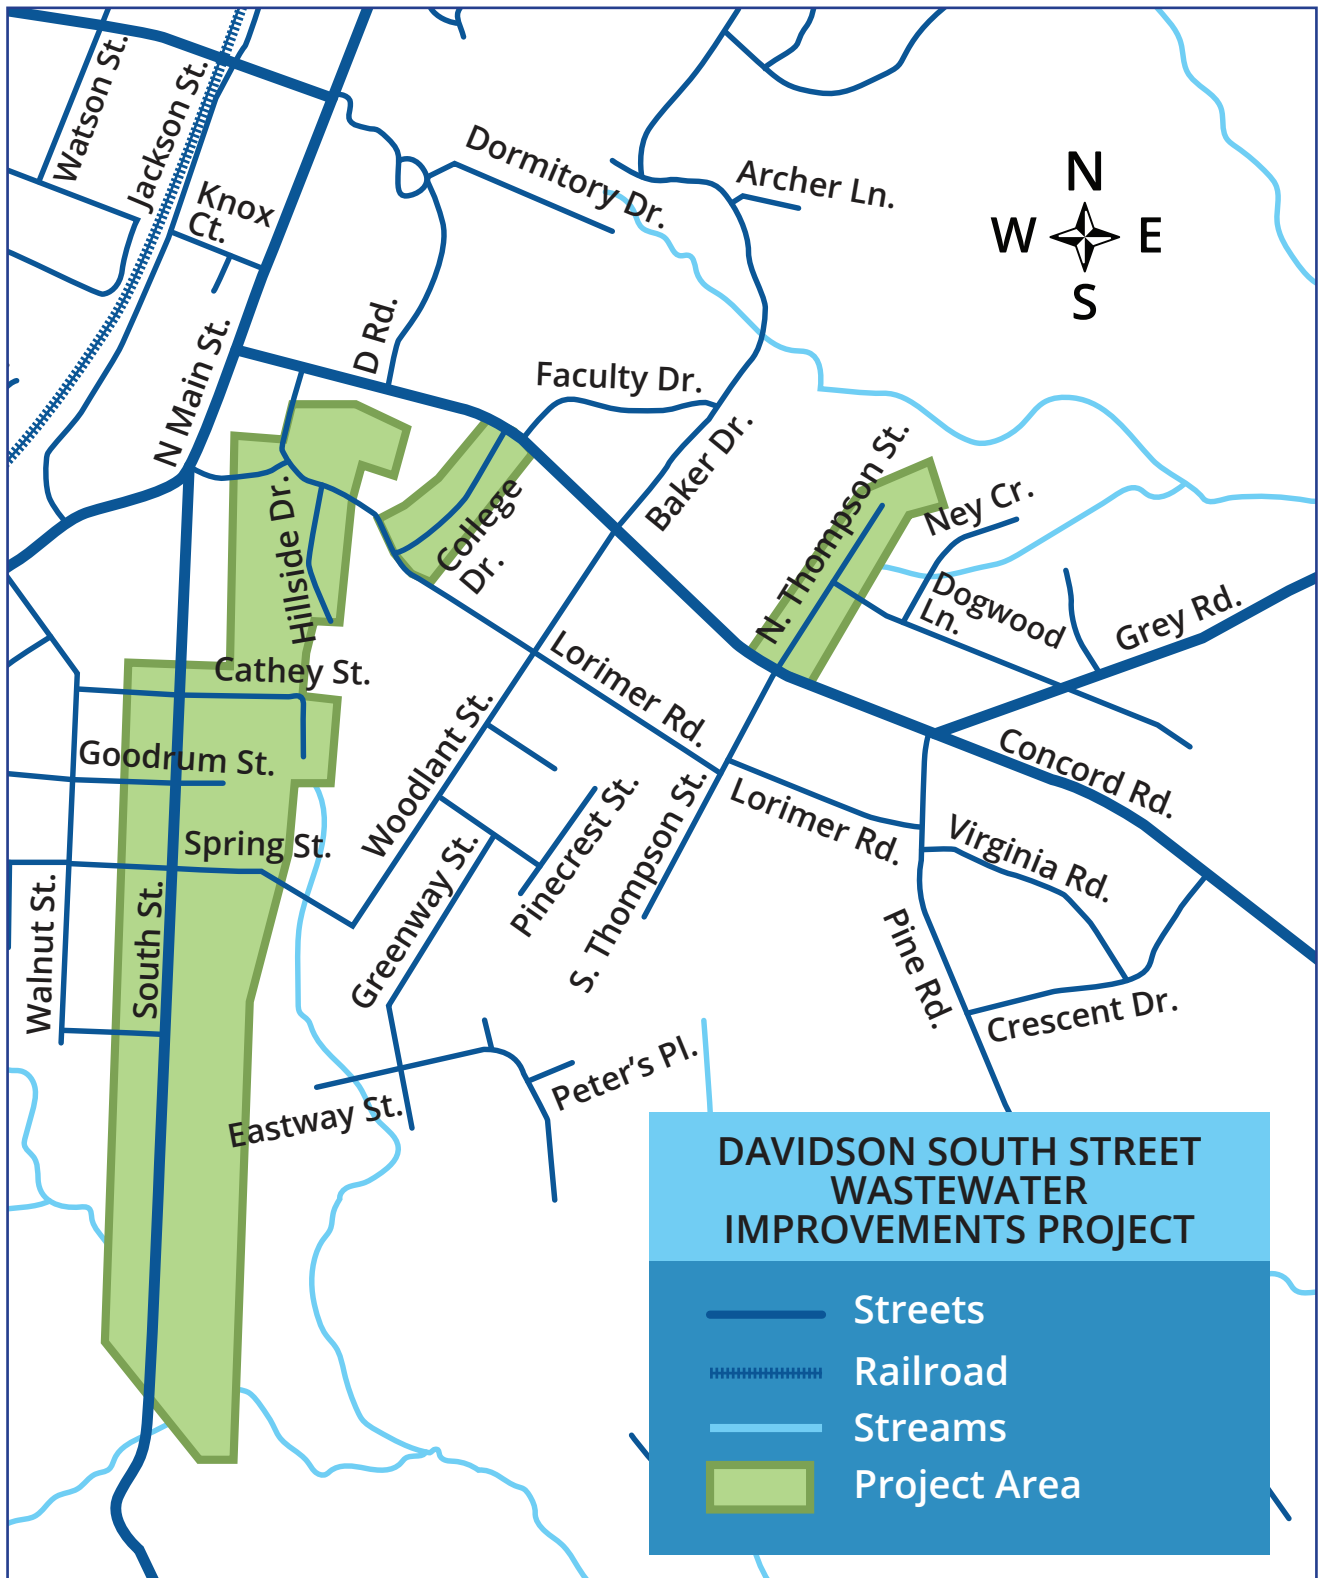 Watson St.
Jackson St.
Knox
Ct.
Dormitory Dr.
Archer Ln.
N
W
E
S
N Main St.
D Rd.
Faculty Dr.
Baker Dr.
N. Thompson St.
Ney Cr.
Hillside Dr.
College
Dr.
Dogwood
Ln.
Grey Rd.
Cathey St.
Lorimer Rd.
Goodrum St.
Woodlant St.
Concord Rd.
Spring St.
Pinecrest St.
S. Thompson St.
Lorimer Rd.
Virginia Rd.
Walnut St.
South St.
Greenway St.
Pine Rd.
Crescent Dr.
Eastway St.
Peter's Pl.
DAVIDSON SOUTH STREET
WASTEWATER
IMPROVEMENTS PROJECT
Streets
Railroad
Streams
Project Area